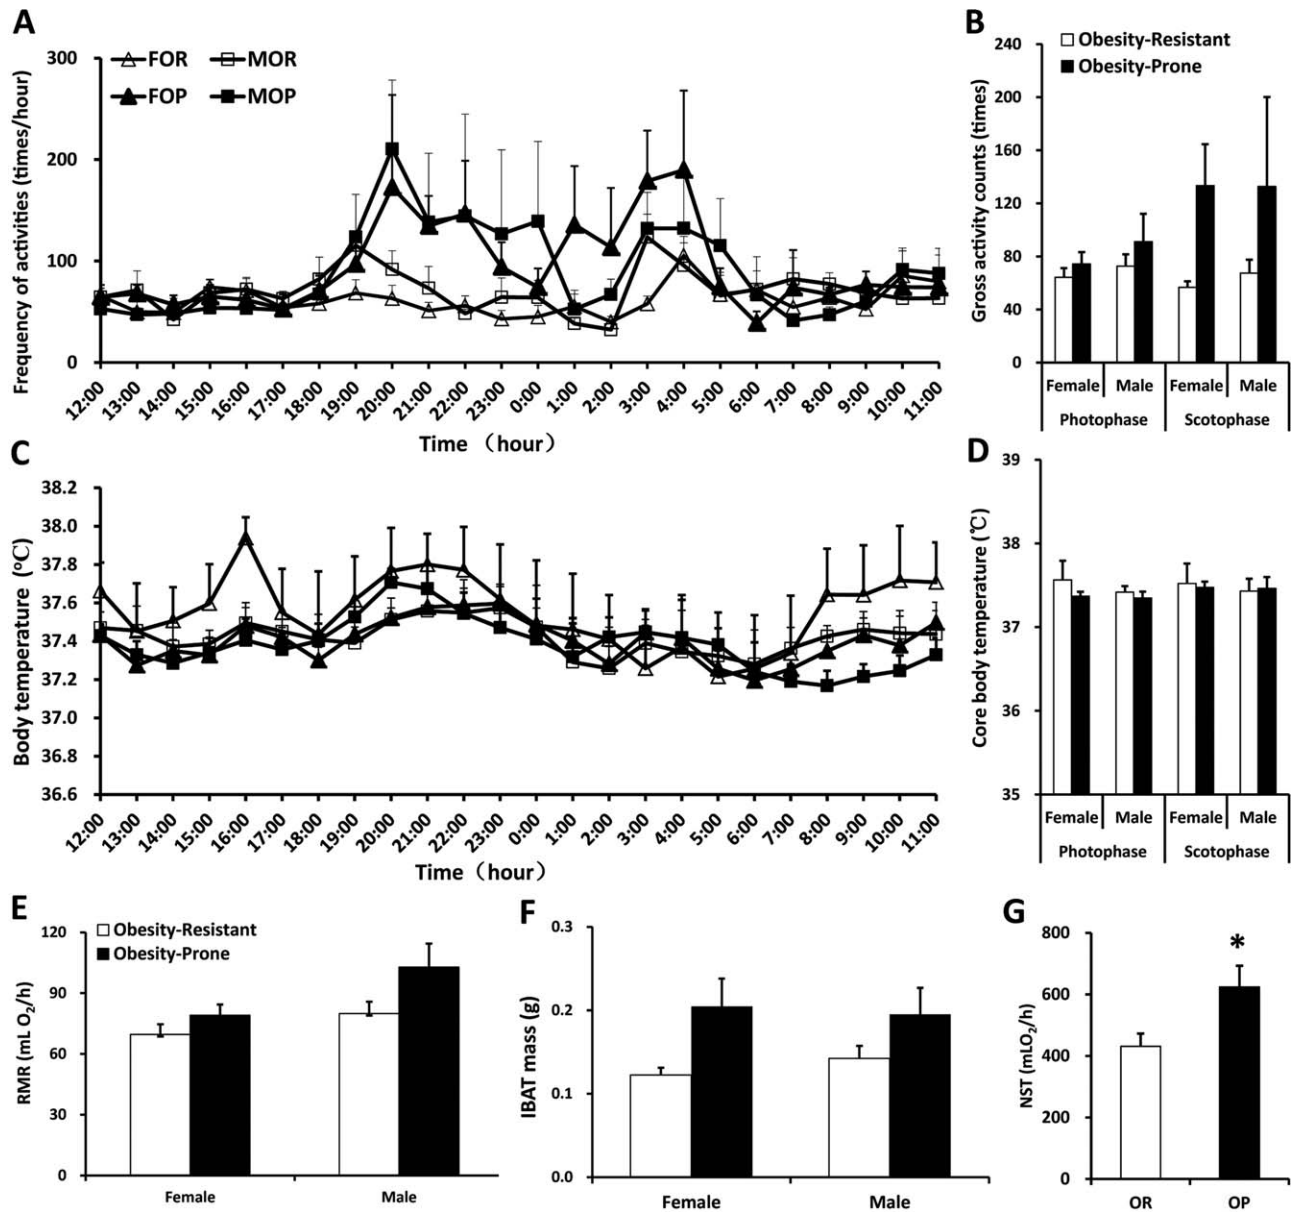 A
FOR MOR
FOP MOP
Frequency of activities (times/hour)
300
200
100
0
12:00 13:00 14:00 15:00 16:00 17:00 18:00 19:00 20:00 21:00 22:00 23:00 0:00 1:00 2:00 3:00 4:00 5:00 6:00 7:00 8:00 9:00 10:00 11:00
Time （hour）
B
Obesity-Resistant
Obesity-Prone
Gross activity counts (times)
240
200
160
120
80
40
0
Female Male Female Male
Photophase Scotophase
C
Body temperature (℃)
38.2
38.0
37.8
37.6
37.4
37.2
37.0
36.8
36.6
12:00 13:00 14:00 15:00 16:00 17:00 18:00 19:00 20:00 21:00 22:00 23:00 0:00 1:00 2:00 3:00 4:00 5:00 6:00 7:00 8:00 9:00 10:00 11:00
Time （hour）
D
Core body temperature (℃)
39
38
37
36
35
Female Male Female Male
Photophase Scotophase
E
Obesity-Resistant
Obesity-Prone
RMR (mL O₂/h)
120
90
60
30
0
Female Male
F
IBAT mass (g)
0.3
0.2
0.1
0.0
Female Male
G
NST (mLO₂/h)
800
600
400
200
0
*
OR OP